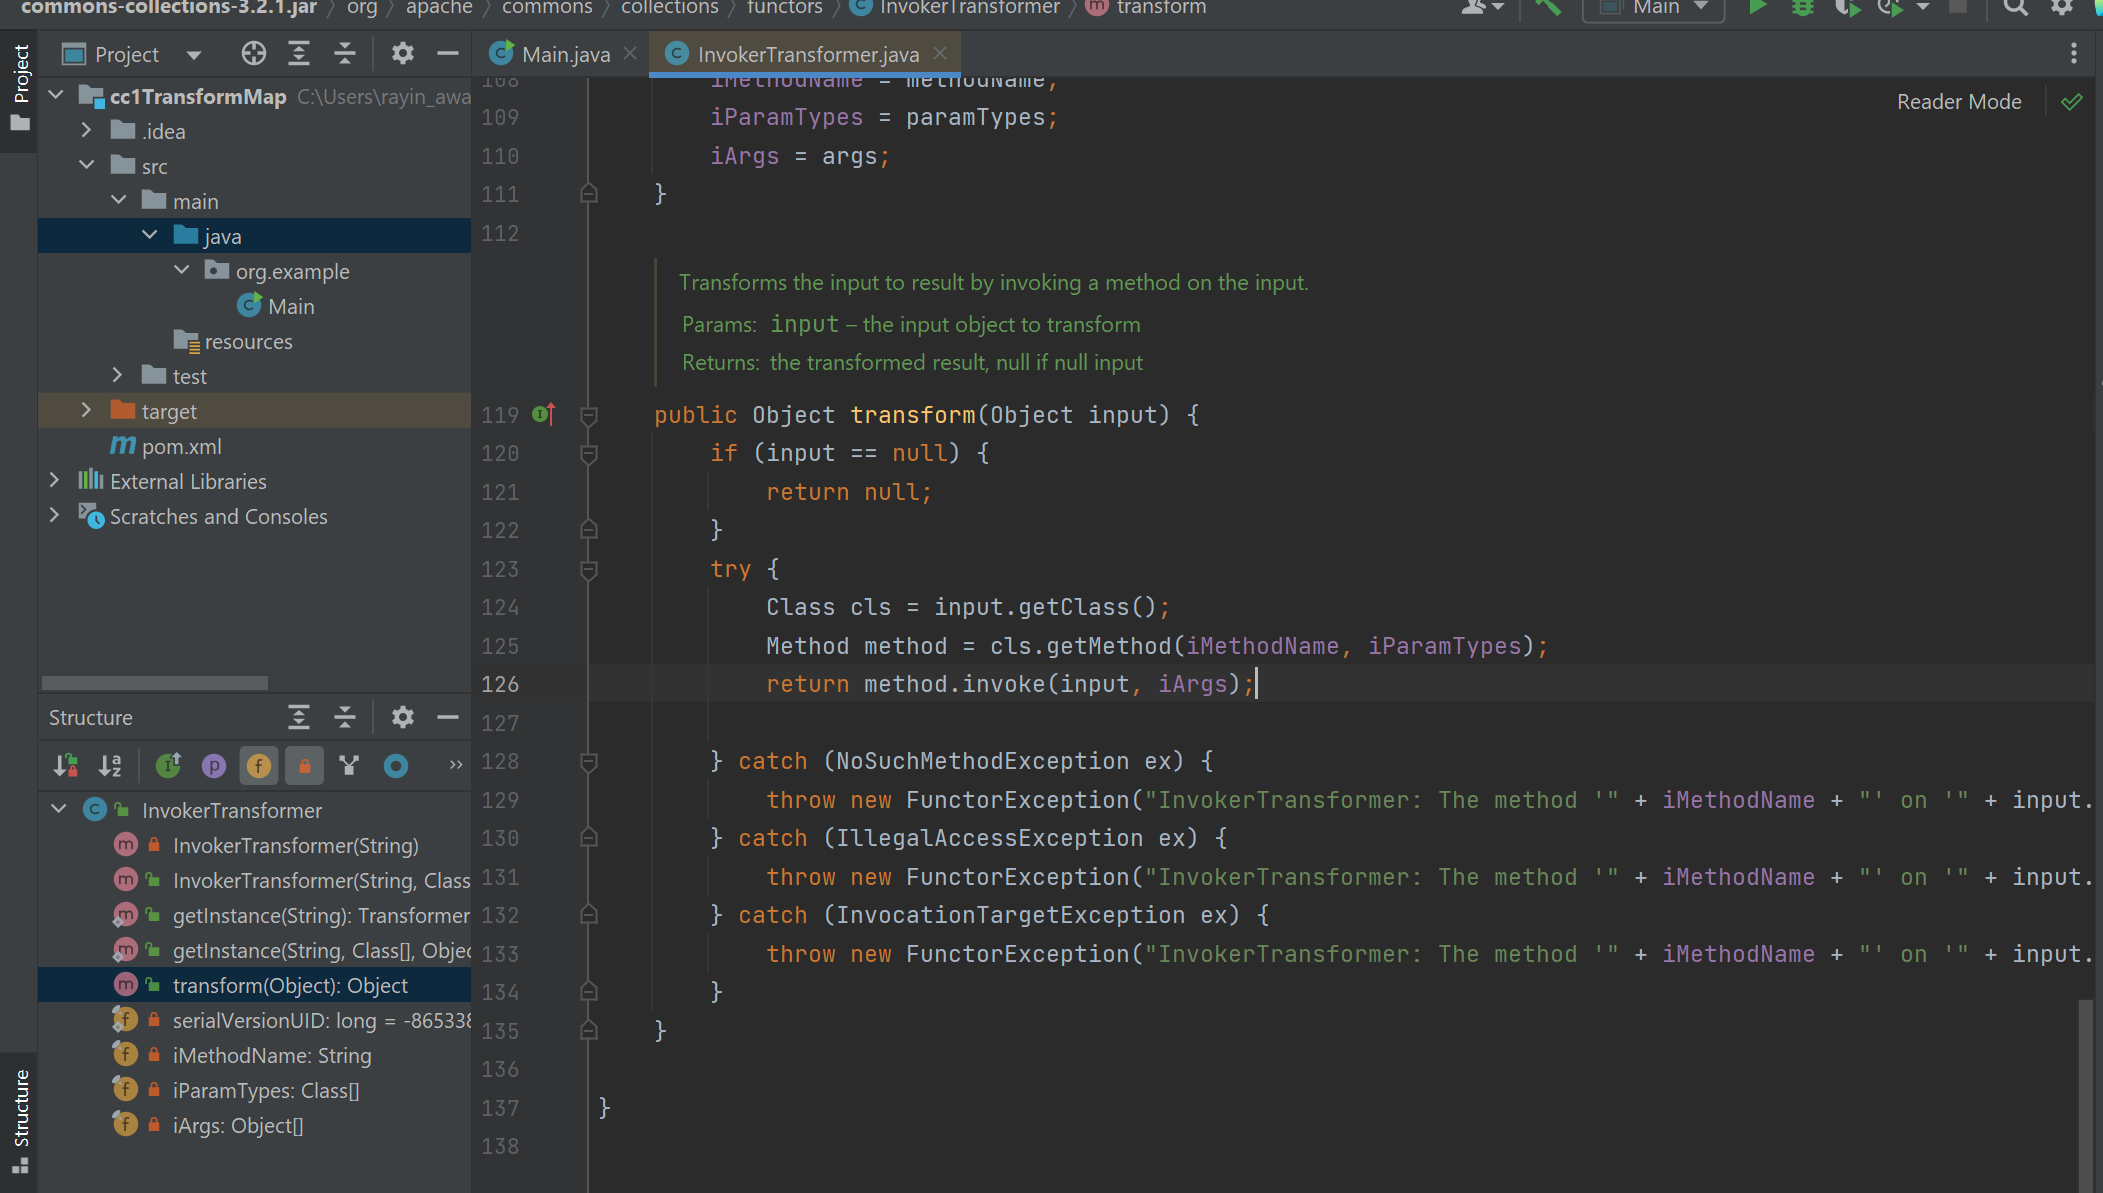 commons-collections-3.2.1.jar org apache commons collections functors InvokerTransformer transform Main
Project
Project
Main.java
InvokerTransformer.java
cc1TransformMap C:\Users\rayin_awa
.idea
src
main
java
org.example
Main
resources
test
target
pom.xml
External Libraries
Scratches and Consoles
Structure
InvokerTransformer
InvokerTransformer(String)
InvokerTransformer(String, Class
getInstance(String): Transformer
getInstance(String, Class[], Objec
transform(Object): Object
serialVersionUID: long = -865338
iMethodName: String
iParamTypes: Class[]
iArgs: Object[]
Structure
Reader Mode
108 iMethodName = methodName;
109 iParamTypes = paramTypes;
110 iArgs = args;
111 }
112
Transforms the input to result by invoking a method on the input.
Params: input – the input object to transform
Returns: the transformed result, null if null input
119 public Object transform(Object input) {
120 if (input == null) {
121 return null;
122 }
123 try {
124 Class cls = input.getClass();
125 Method method = cls.getMethod(iMethodName, iParamTypes);
126 return method.invoke(input, iArgs);
127
128 } catch (NoSuchMethodException ex) {
129 throw new FunctorException("InvokerTransformer: The method '" + iMethodName + "' on '" + input.
130 } catch (IllegalAccessException ex) {
131 throw new FunctorException("InvokerTransformer: The method '" + iMethodName + "' on '" + input.
132 } catch (InvocationTargetException ex) {
133 throw new FunctorException("InvokerTransformer: The method '" + iMethodName + "' on '" + input.
134 }
135 }
136
137 }
138